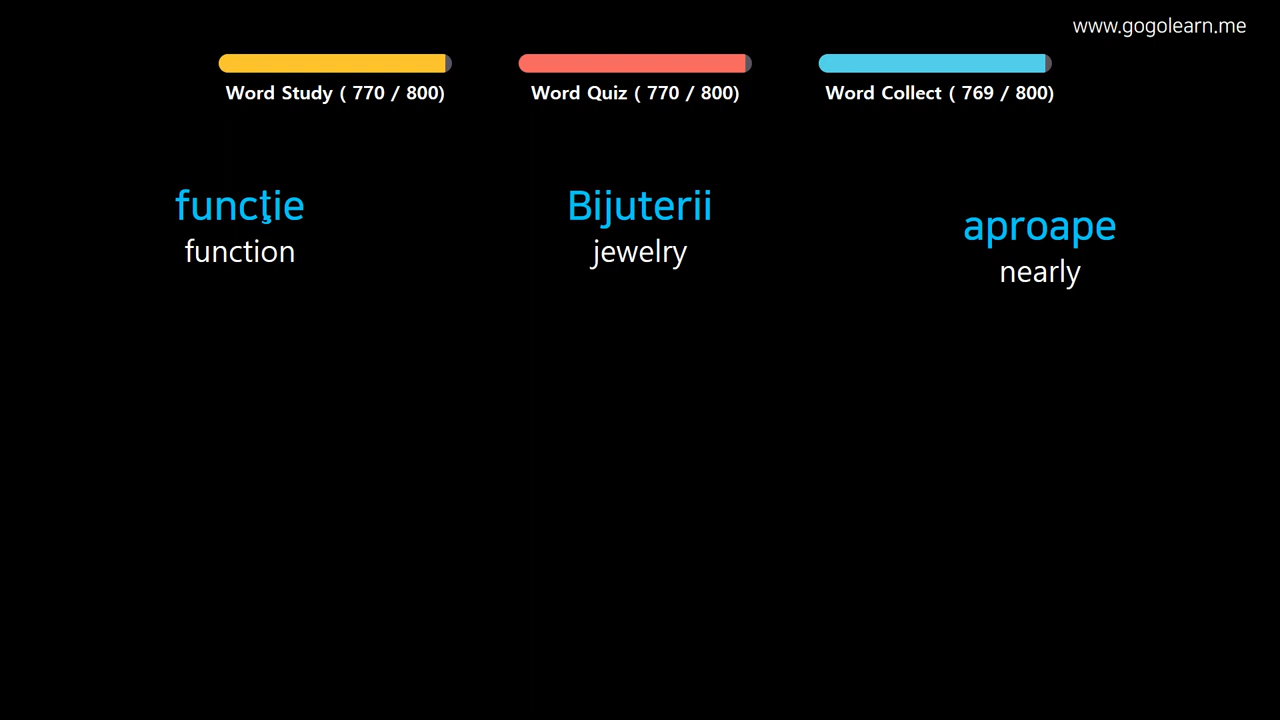 www.gogolearn.me
Word Study ( 770 / 800)
Word Quiz ( 770 / 800)
Word Collect ( 769 / 800)
funcţie
function
Bijuterii
jewelry
aproape
nearly